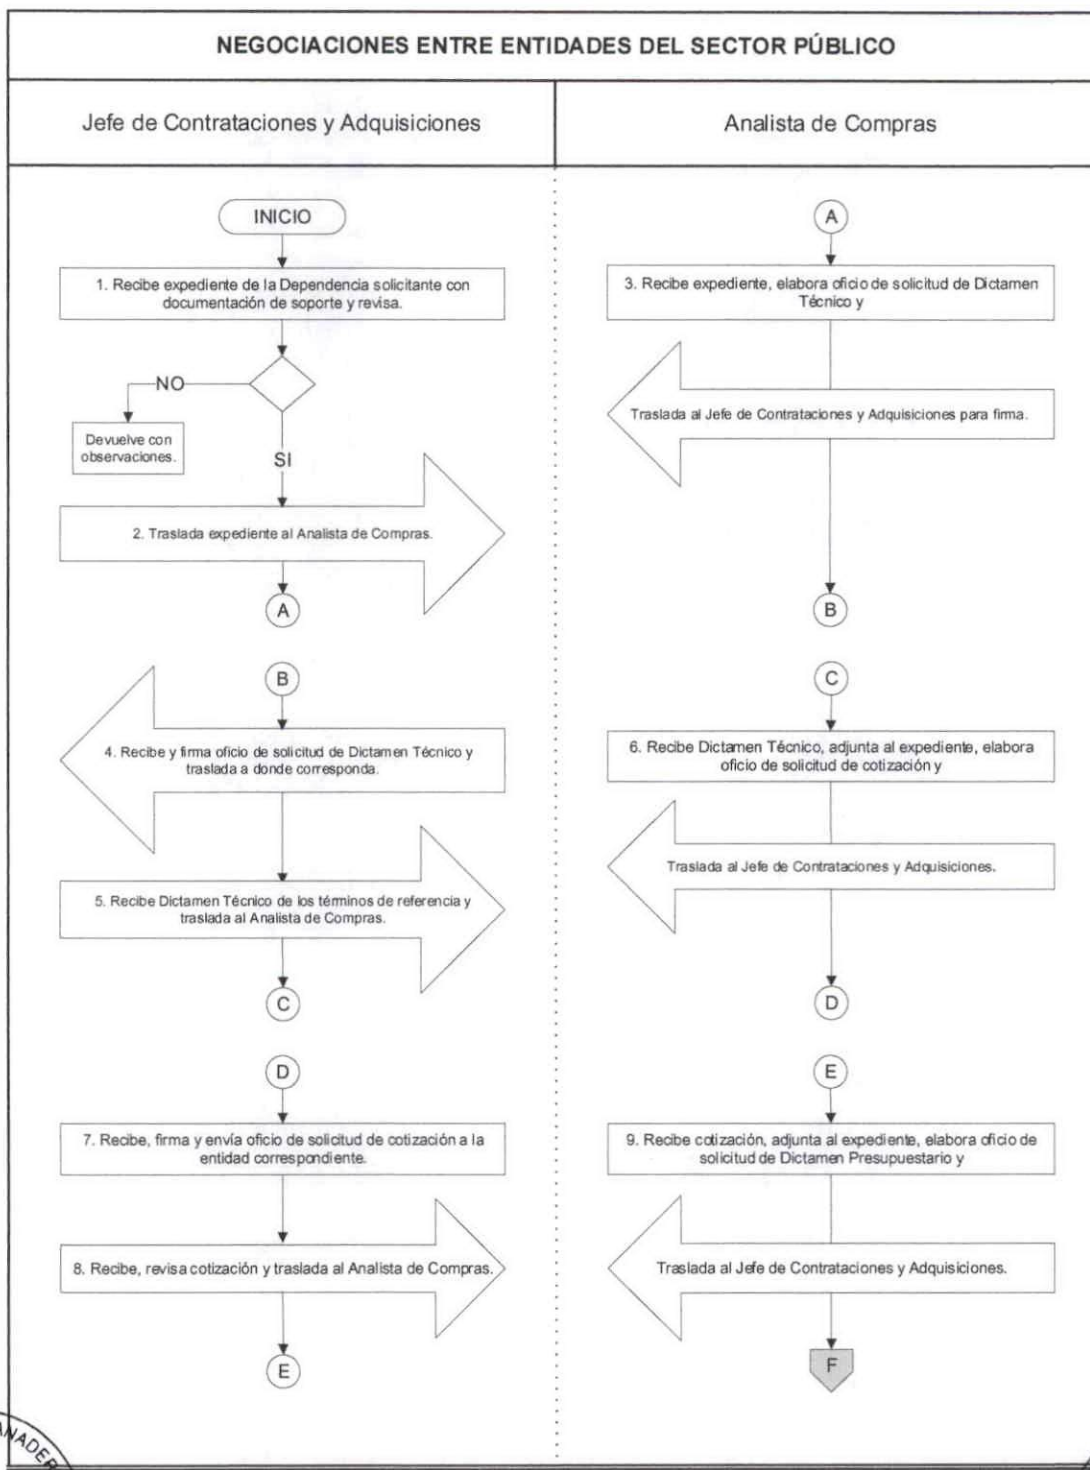 NEGOCIACIONES ENTRE ENTIDADES DEL SECTOR PÚBLICO
Jefe de Contrataciones y Adquisiciones
Analista de Compras
INICIO
1. Recibe expediente de la Dependencia solicitante con
documentación de soporte y revisa.
NO
Devuelve con
observaciones.
SI
2. Traslada expediente al Analista de Compras.
A
B
4. Recibe y firma oficio de solicitud de Dictamen Técnico y
traslada a donde corresponda.
5. Recibe Dictamen Técnico de los términos de referencia y
traslada al Analista de Compras.
C
D
7. Recibe, firma y envía oficio de solicitud de cotización a la
entidad correspondiente.
8. Recibe, revisa cotización y traslada al Analista de Compras.
E
A
3. Recibe expediente, elabora oficio de solicitud de Dictamen
Técnico y
Traslada al Jefe de Contrataciones y Adquisiciones para firma.
B
C
6. Recibe Dictamen Técnico, adjunta al expediente, elabora
oficio de solicitud de cotización y
Traslada al Jefe de Contrataciones y Adquisiciones.
D
E
9. Recibe cotización, adjunta al expediente, elabora oficio de
solicitud de Dictamen Presupuestario y
Traslada al Jefe de Contrataciones y Adquisiciones.
F